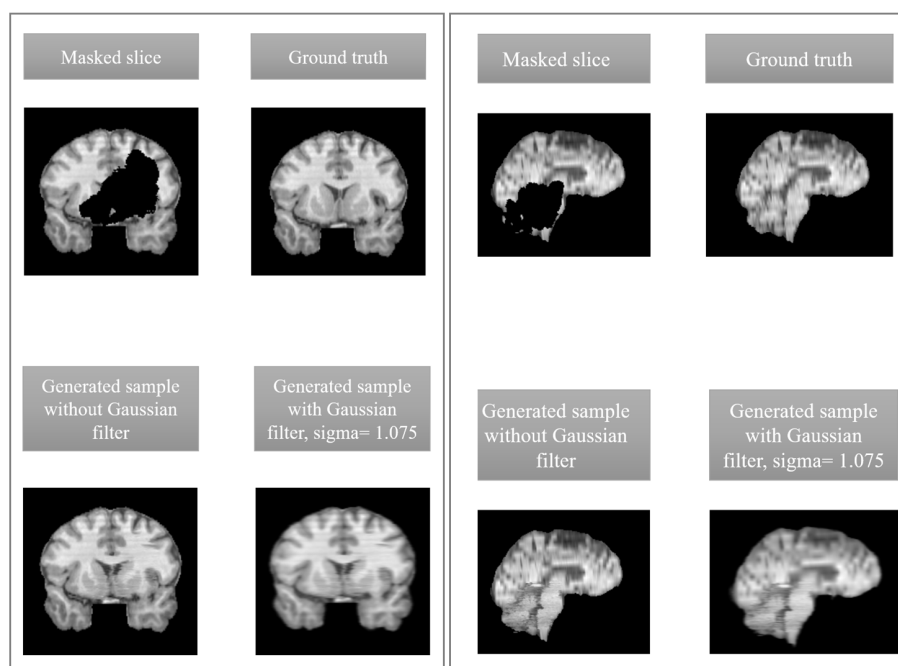 Masked slice
Ground truth
Generated sample
without Gaussian
filter
Generated sample
with Gaussian
filter, sigma= 1.075
Masked slice
Ground truth
Generated sample
without Gaussian
filter
Generated sample
with Gaussian
filter, sigma= 1.075